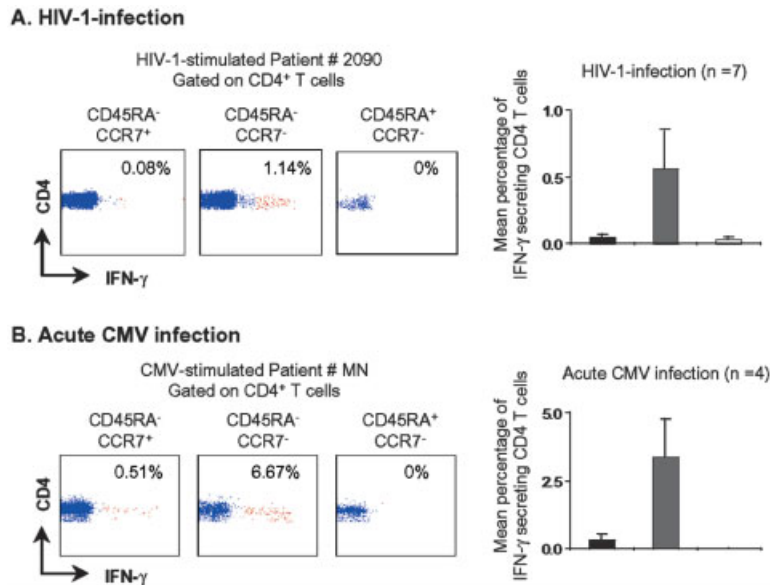 A. HIV-1-infection
HIV-1-stimulated Patient # 2090
Gated on CD4⁺ T cells
CD45RA⁻
CCR7⁺
CD45RA⁻
CCR7⁻
CD45RA⁺
CCR7⁻
0.08%
1.14%
0%
CD4
IFN-γ
HIV-1-infection (n =7)
Mean percentage of
IFN-γ secreting CD4 T cells
1.0
0.5
0.0
B. Acute CMV infection
CMV-stimulated Patient # MN
Gated on CD4⁺ T cells
CD45RA⁻
CCR7⁺
CD45RA⁻
CCR7⁻
CD45RA⁺
CCR7⁻
0.51%
6.67%
0%
CD4
IFN-γ
Acute CMV infection (n =4)
Mean percentage of
IFN-γ secreting CD4 T cells
5.0
2.5
0.0